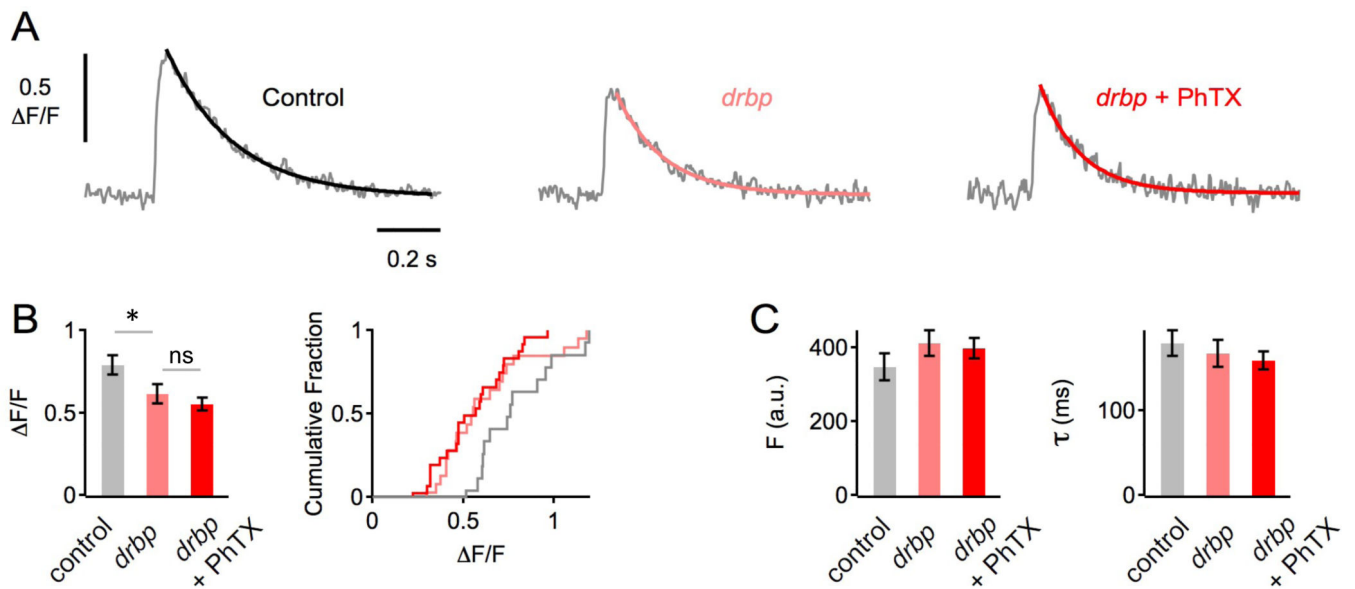 A
0.5
ΔF/F
Control
drbp
drbp + PhTX
0.2 s
B
1
0.5
0
ΔF/F
*
ns
control
drbp
drbp
+ PhTX
1
0.5
0
Cumulative Fraction
0
0.5
1
ΔF/F
C
400
200
0
F (a.u.)
control
drbp
drbp
+ PhTX
100
0
τ (ms)
control
drbp
drbp
+ PhTX